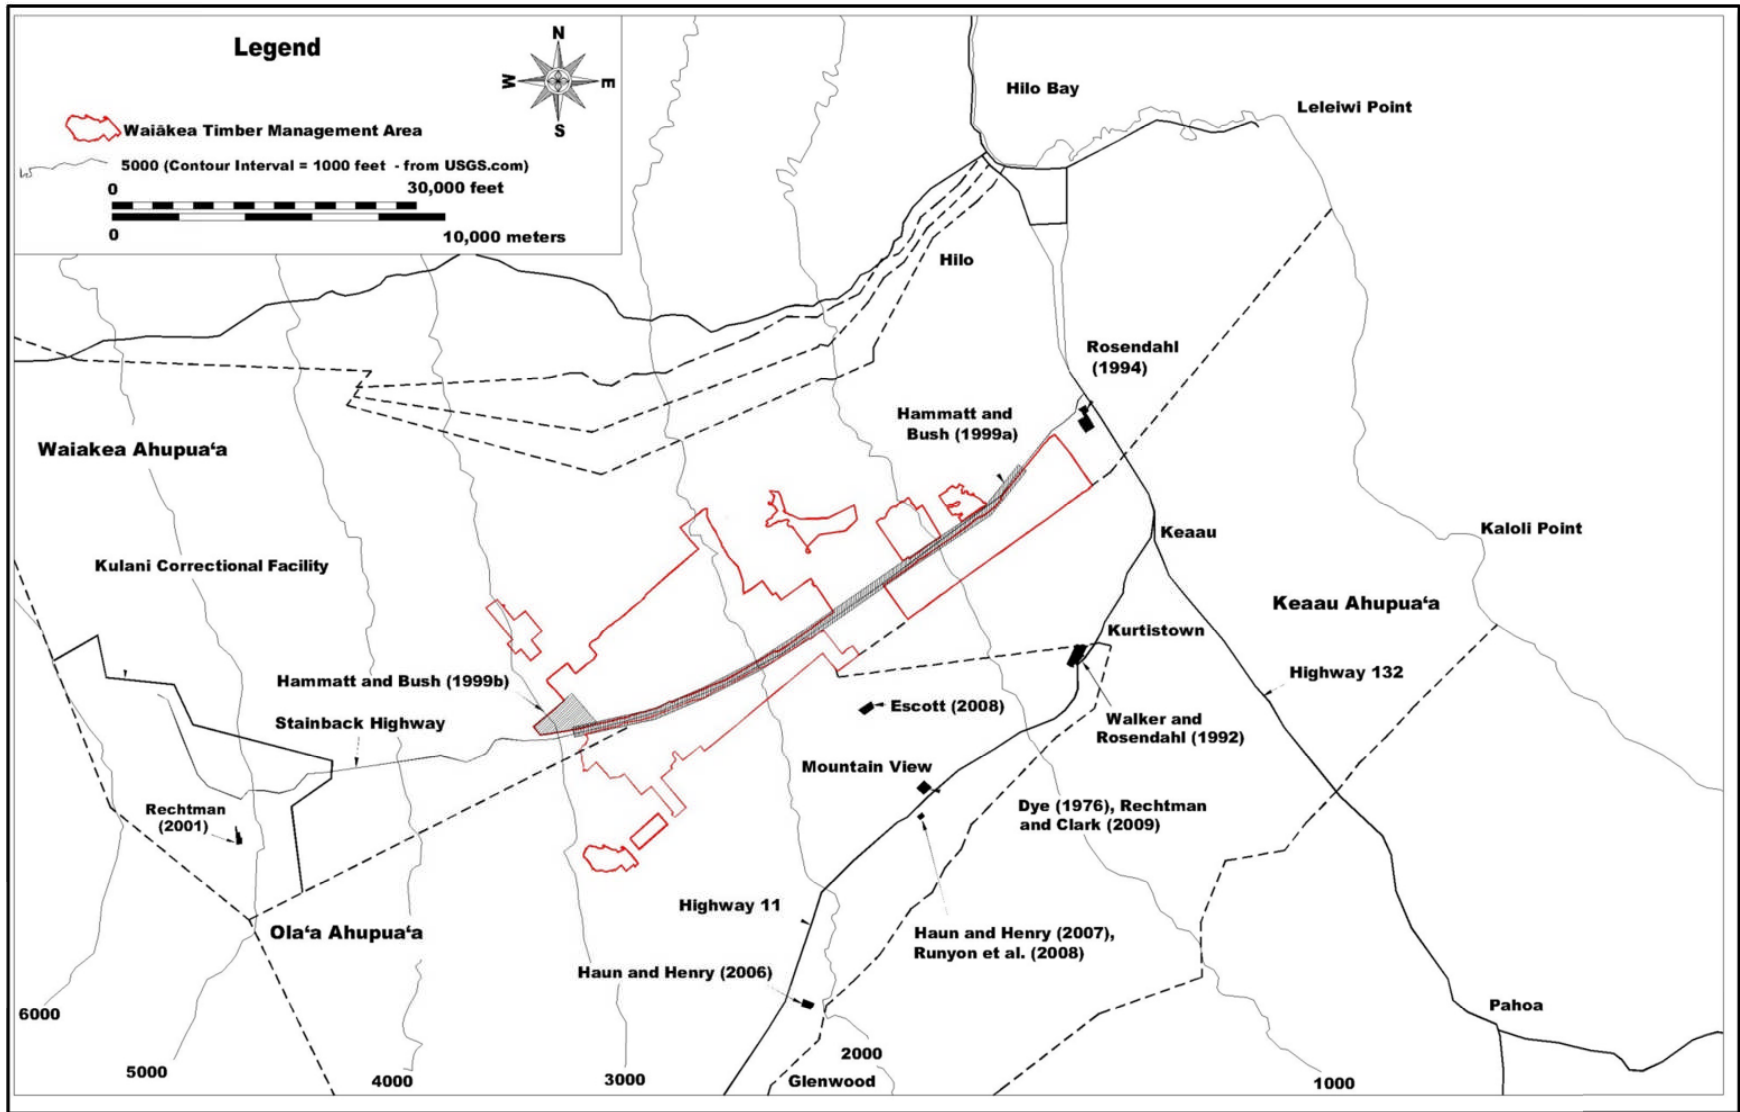 Legend
N
W
E
S
Waiākea Timber Management Area
5000 (Contour Interval = 1000 feet - from USGS.com)
0
30,000 feet
0
10,000 meters
Hilo Bay
Leleiwi Point
Hilo
Rosendahl
(1994)
Hammatt and
Bush (1999a)
Waiakea Ahupuaʻa
Kaloli Point
Keaau
Kulani Correctional Facility
Keaau Ahupuaʻa
Kurtistown
Highway 132
Hammatt and Bush (1999b)
Escott (2008)
Stainback Highway
Walker and
Rosendahl (1992)
Mountain View
Rechtman
(2001)
Dye (1976), Rechtman
and Clark (2009)
Highway 11
Olaʻa Ahupuaʻa
Haun and Henry (2007),
Runyon et al. (2008)
Haun and Henry (2006)
Pahoa
6000
5000
4000
3000
2000
Glenwood
1000